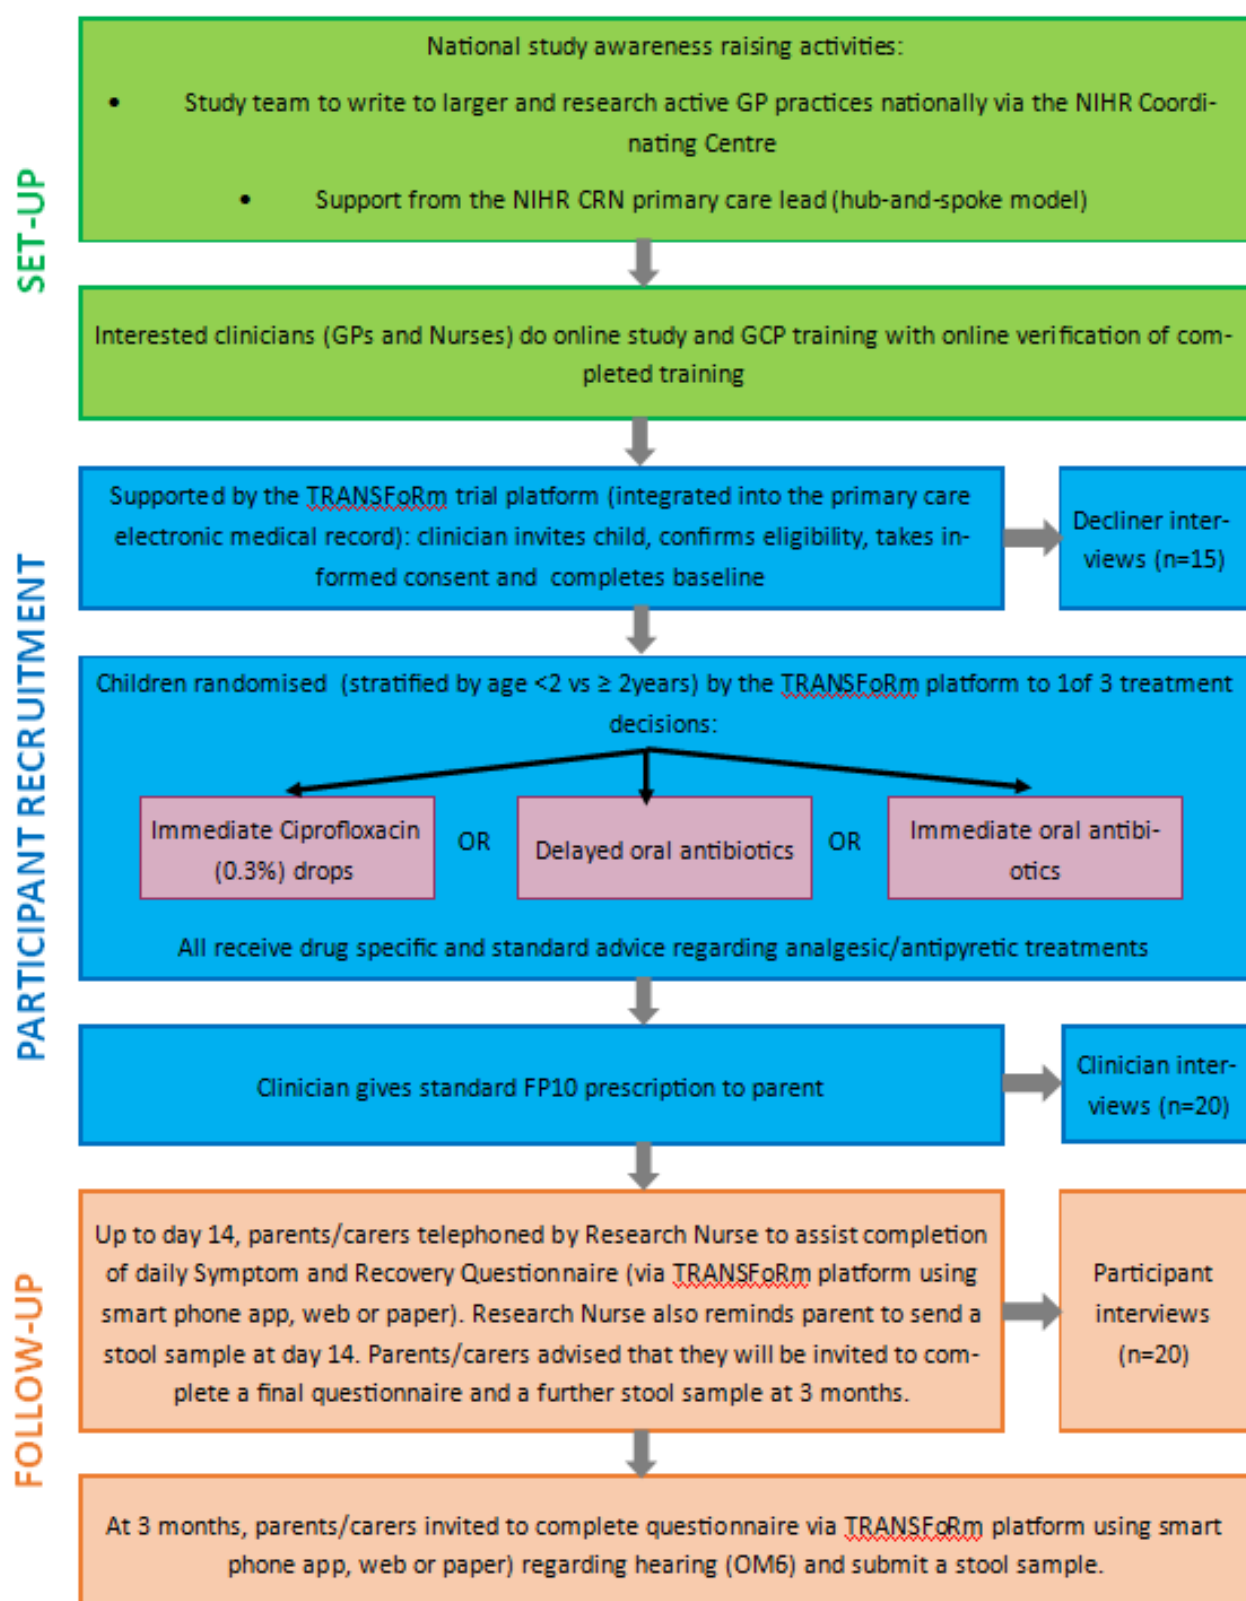 SET-UP
National study awareness raising activities:
• Study team to write to larger and research active GP practices nationally via the NIHR Coordi-
nating Centre
• Support from the NIHR CRN primary care lead (hub-and-spoke model)
Interested clinicians (GPs and Nurses) do online study and GCP training with online verification of com-
pleted training
PARTICIPANT RECRUITMENT
Supported by the TRANSFoRm trial platform (integrated into the primary care
electronic medical record): clinician invites child, confirms eligibility, takes in-
formed consent and completes baseline
Decliner inter-
views (n=15)
Children randomised (stratified by age <2 vs ≥ 2years) by the TRANSFoRm platform to 1of 3 treatment
decisions:
Immediate Ciprofloxacin
(0.3%) drops
OR
Delayed oral antibiotics
OR
Immediate oral antibi-
otics
All receive drug specific and standard advice regarding analgesic/antipyretic treatments
Clinician gives standard FP10 prescription to parent
Clinician inter-
views (n=20)
FOLLOW-UP
Up to day 14, parents/carers telephoned by Research Nurse to assist completion
of daily Symptom and Recovery Questionnaire (via TRANSFoRm platform using
smart phone app, web or paper). Research Nurse also reminds parent to send a
stool sample at day 14. Parents/carers advised that they will be invited to com-
plete a final questionnaire and a further stool sample at 3 months.
Participant
interviews
(n=20)
At 3 months, parents/carers invited to complete questionnaire via TRANSFoRm platform using smart
phone app, web or paper) regarding hearing (OM6) and submit a stool sample.